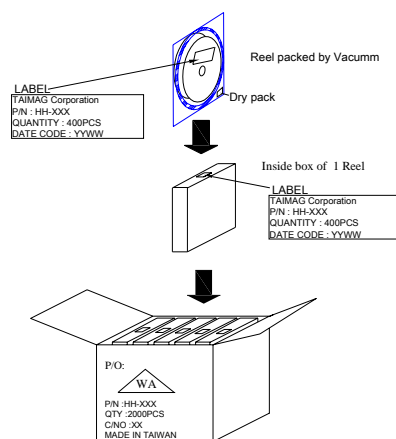 Reel packed by Vacumm
LABEL
TAIMAG Corporation
P/N : HH-XXX
QUANTITY : 400PCS
DATE CODE : YYWW
Dry pack
Inside box of 1 Reel
LABEL
TAIMAG Corporation
P/N : HH-XXX
QUANTITY : 400PCS
DATE CODE : YYWW
P/O:
WA
P/N :HH-XXX
QTY :2000PCS
C/NO :XX
MADE IN TAIWAN